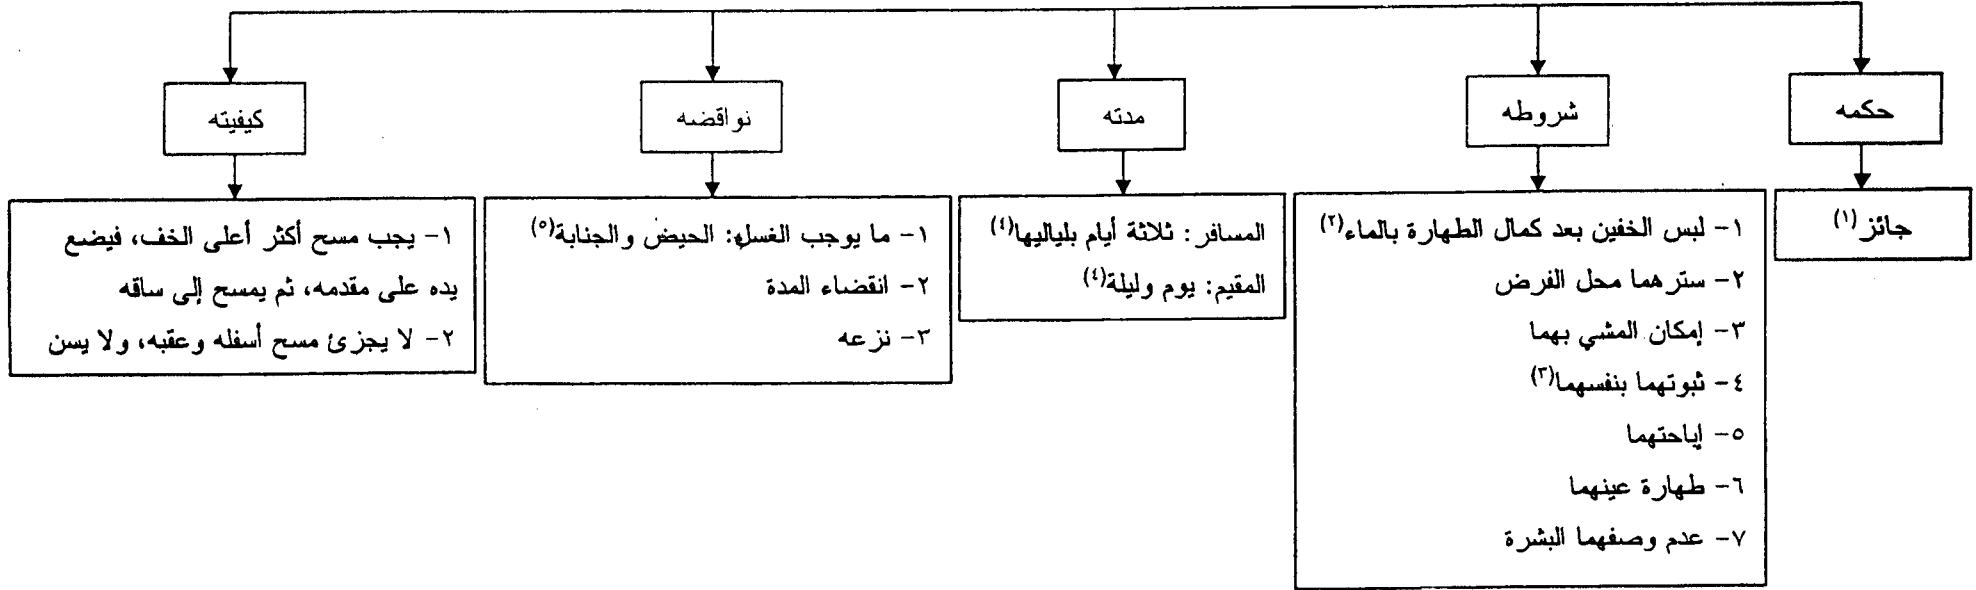 حكمه
جائز(١)
شروطه
١- لبس الخفين بعد كمال الطهارة بالماء(٢)
٢- سترهما محل الفرض
٣- إمكان المشي بهما
٤- ثبوتهما بنفسهما(٣)
٥- إباحتهما
٦- طهارة عينهما
٧- عدم وصفهما البشرة
مدته
المسافر: ثلاثة أيام بلياليها(٤)
المقيم: يوم وليلة(٤)
نواقضه
١- ما يوجب الغسل: الحيض والجنابة(٥)
٢- انقضاء المدة
٣- نزعه
كيفيته
١- يجب مسح أكثر أعلى الخف، فيضع
يده على مقدمه، ثم يمسح إلى ساقه
٢- لا يجزئ مسح أسفله وعقبه، ولا يسن